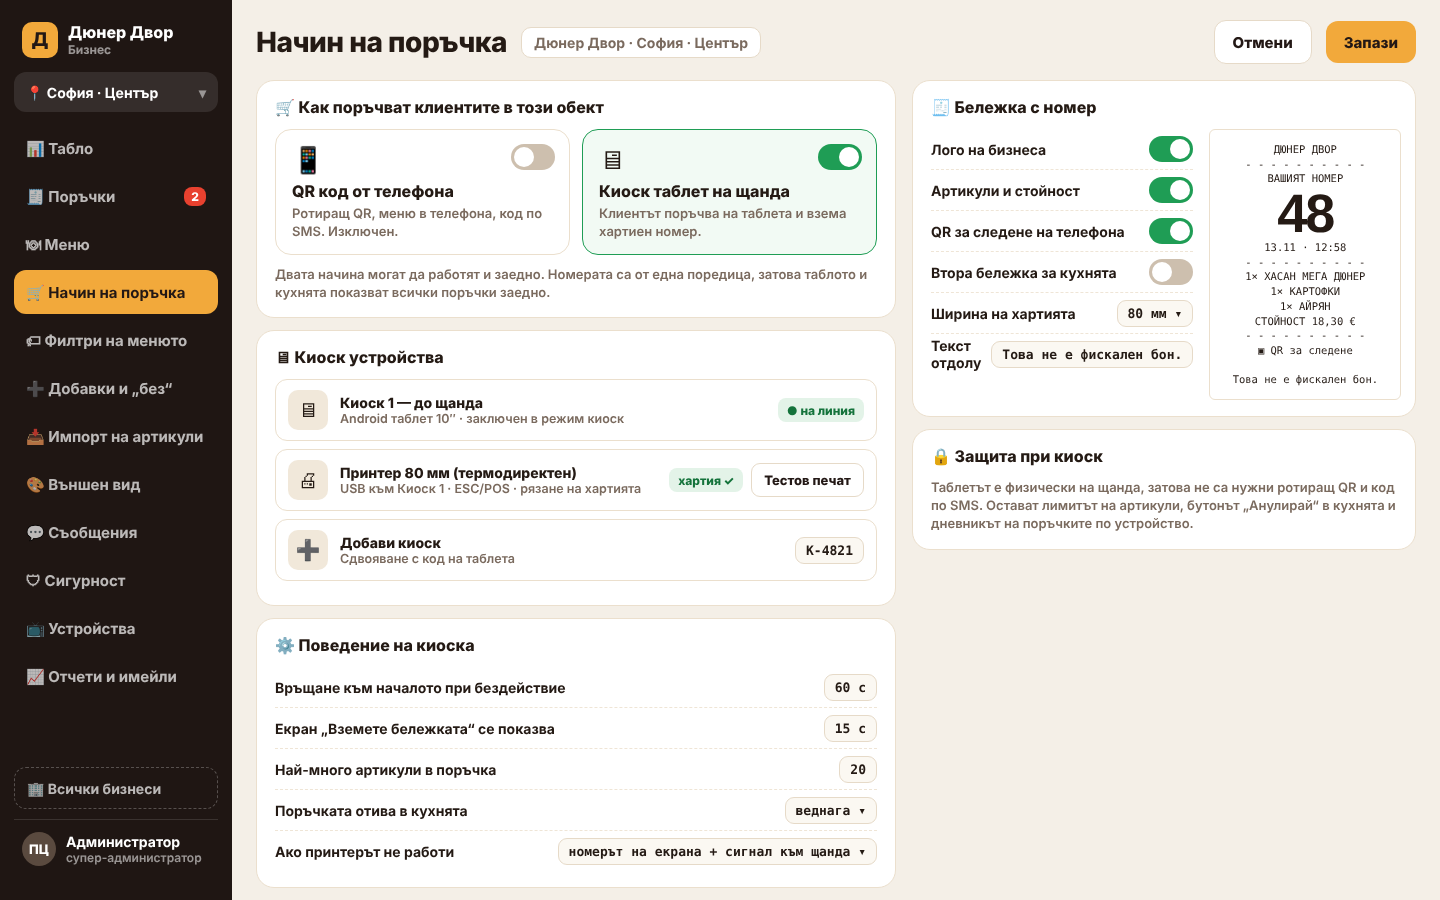 Д
Дюнер Двор
Бизнес
София · Център
Табло
Поръчки
2
Меню
Начин на поръчка
Филтри на менюто
Добавки и „без“
Импорт на артикули
Външен вид
Съобщения
Сигурност
Устройства
Отчети и имейли
Всички бизнеси
ПЦ
Администратор
супер-администратор
Начин на поръчка
Дюнер Двор · София · Център
Отмени
Запази
Как поръчват клиентите в този обект
QR код от телефона
Ротиращ QR, меню в телефона, код по
SMS. Изключен.
Киоск таблет на щанда
Клиентът поръчва на таблета и взема
хартиен номер.
Двата начина могат да работят и заедно. Номерата са от една поредица, затова таблото и
кухнята показват всички поръчки заедно.
Киоск устройства
Киоск 1 — до щанда
Android таблет 10″ · заключен в режим киоск
● на линия
Принтер 80 мм (термодиректен)
USB към Киоск 1 · ESC/POS · рязане на хартията
хартия ✓
Тестов печат
Добави киоск
Сдвояване с код на таблета
K-4821
Поведение на киоска
Връщане към началото при бездействие
60 с
Екран „Вземете бележката“ се показва
15 с
Най-много артикули в поръчка
20
Поръчката отива в кухнята
веднага ▾
Ако принтерът не работи
номерът на екрана + сигнал към щанда ▾
Бележка с номер
Лого на бизнеса
Артикули и стойност
QR за следене на телефона
Втора бележка за кухнята
Ширина на хартията
80 мм ▾
Текст
отдолу
Това не е фискален бон.
ДЮНЕР ДВОР
- - - - - - - - - -
ВАШИЯТ НОМЕР
48
13.11 · 12:58
- - - - - - - - - -
1× ХАСАН МЕГА ДЮНЕР
1× КАРТОФКИ
1× АЙРЯН
СТОЙНОСТ 18,30 €
- - - - - - - - - -
▣ QR за следене
Това не е фискален бон.
Защита при киоск
Таблетът е физически на щанда, затова не са нужни ротиращ QR и код
по SMS. Остават лимитът на артикули, бутонът „Анулирай“ в кухнята и
дневникът на поръчките по устройство.